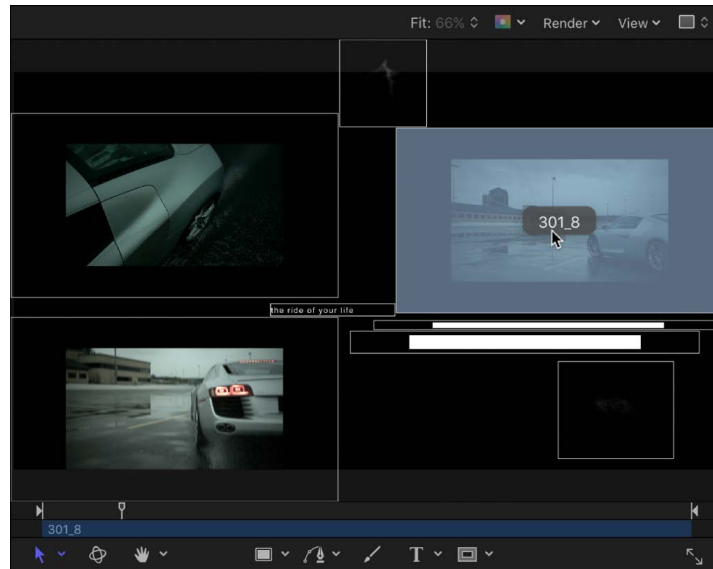 Fit: 66% Render View
301_8
the ride of your life
301_8
T